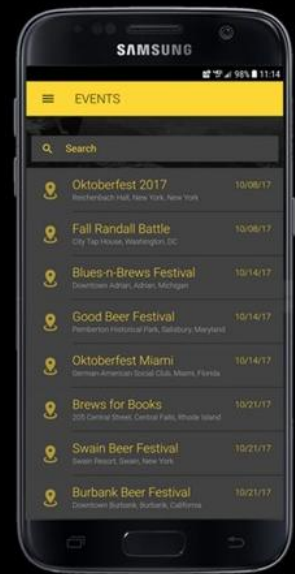 SAMSUNG
98% 11:14
EVENTS
Search
Oktoberfest 2017 10/08/17
Reichenbach Hall, New York, New York
Fall Randall Battle 10/08/17
City Tap House, Washington, DC
Blues-n-Brews Festival 10/14/17
Downtown Adrian, Adrian, Michigan
Good Beer Festival 10/14/17
Pemberton Historical Park, Salisbury, Maryland
Oktoberfest Miami 10/14/17
German-American Social Club, Miami, Florida
Brews for Books 10/21/17
205 Central Street, Central Falls, Rhode Island
Swain Beer Festival 10/21/17
Swain Resort, Swain, New York
Burbank Beer Festival 10/21/17
Downtown Burbank, Burbank, California